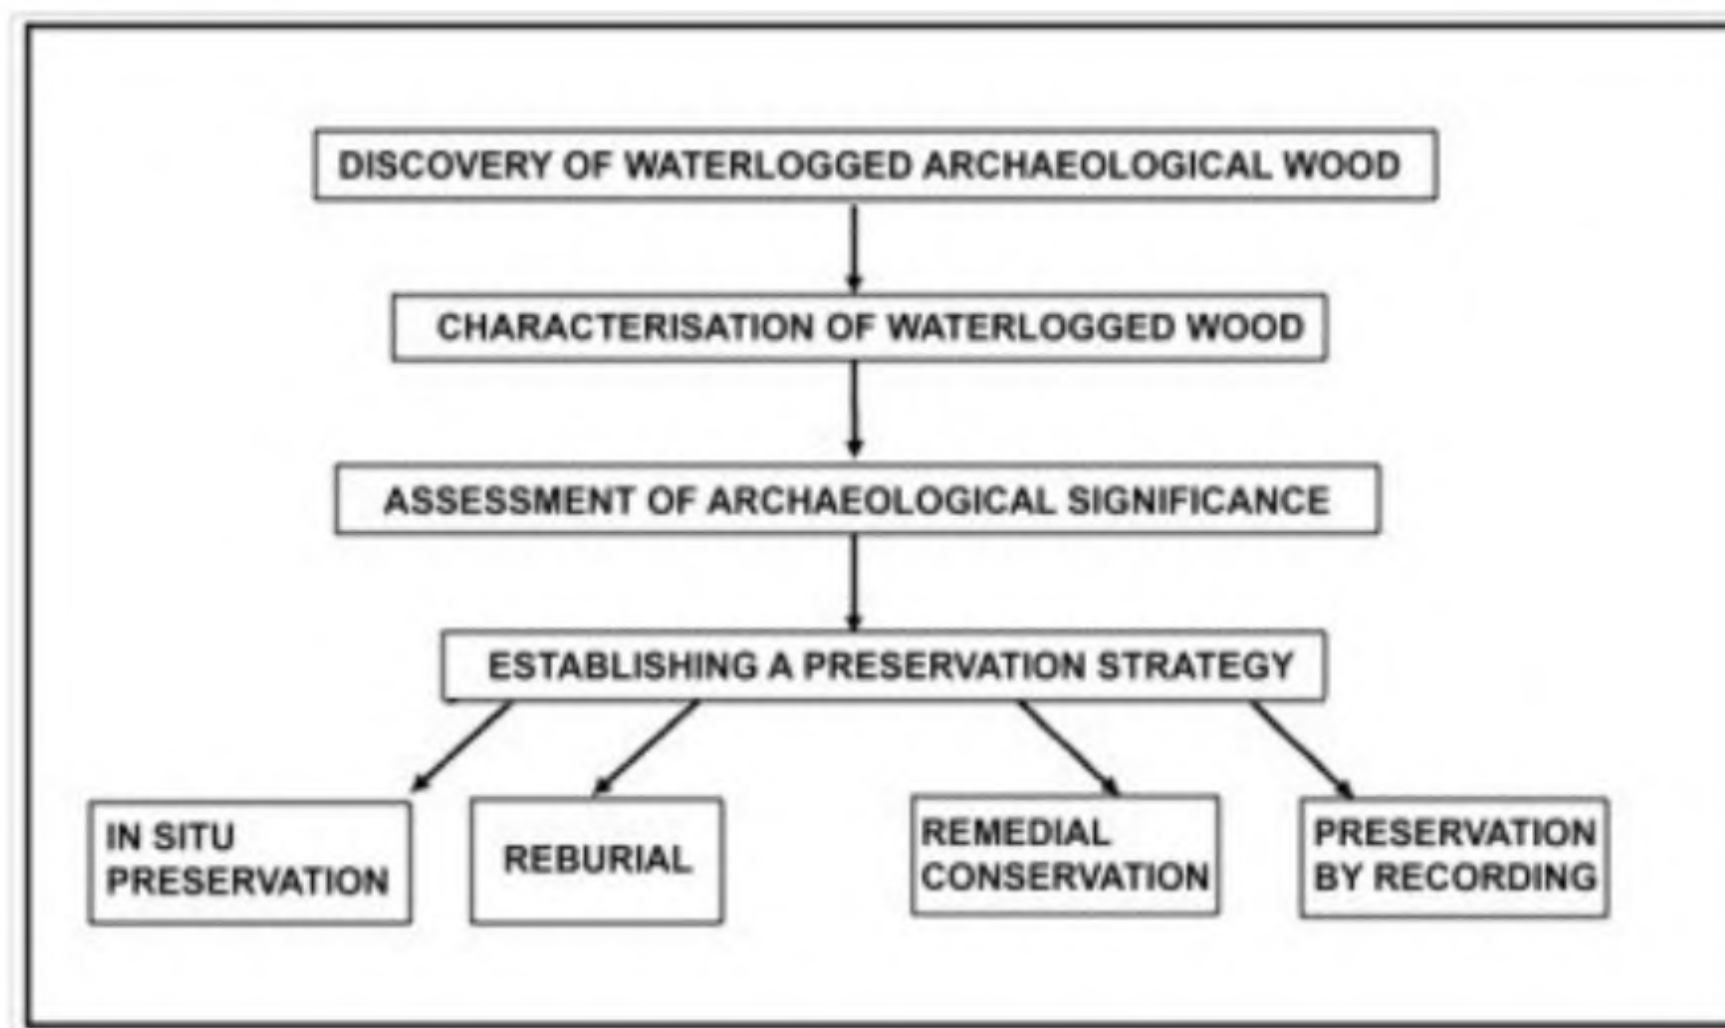 DISCOVERY OF WATERLOGGED ARCHAEOLOGICAL WOOD
CHARACTERISATION OF WATERLOGGED WOOD
ASSESSMENT OF ARCHAEOLOGICAL SIGNIFICANCE
ESTABLISHING A PRESERVATION STRATEGY
IN SITU
PRESERVATION
REBURIAL
REMEDIAL
CONSERVATION
PRESERVATION
BY RECORDING